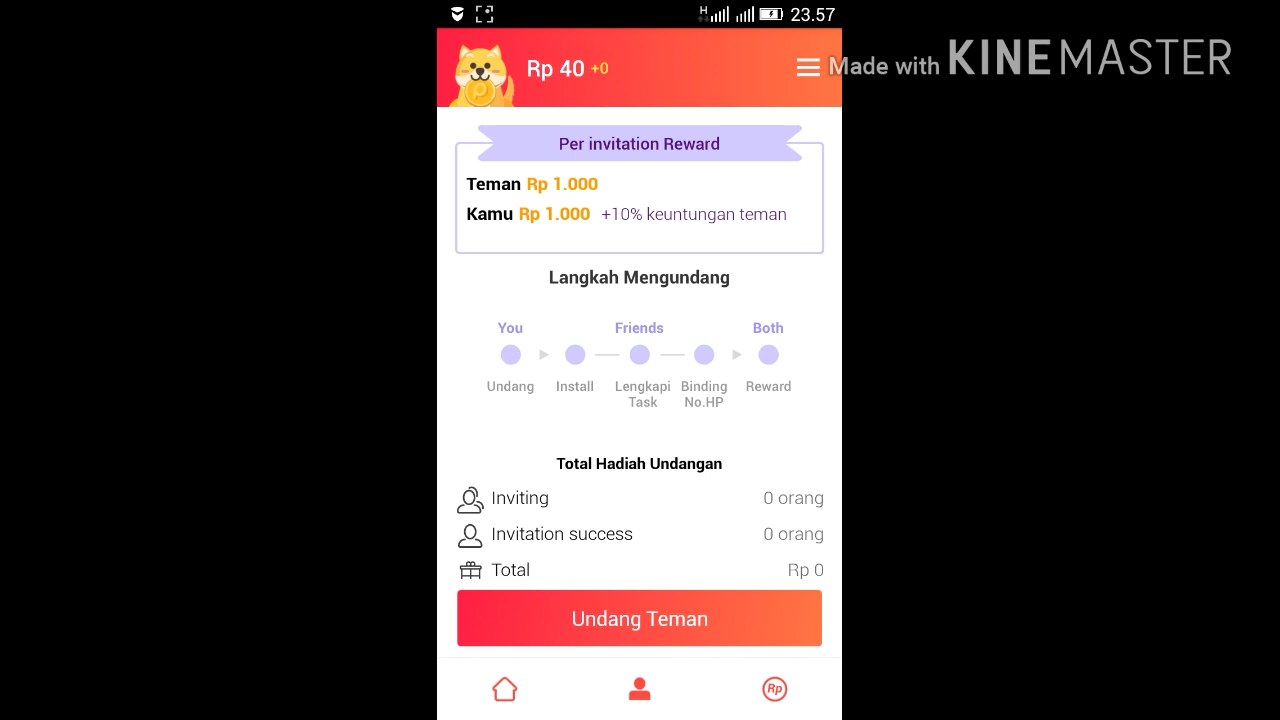 H
23.57
Rp 40 +0
Made with KINEMASTER
Per invitation Reward
Teman Rp 1.000
Kamu Rp 1.000 +10% keuntungan teman
Langkah Mengundang
You Friends Both
Undang Install Lengkapi Task Binding No.HP Reward
Total Hadiah Undangan
Inviting 0 orang
Invitation success 0 orang
Total Rp 0
Undang Teman
Rp